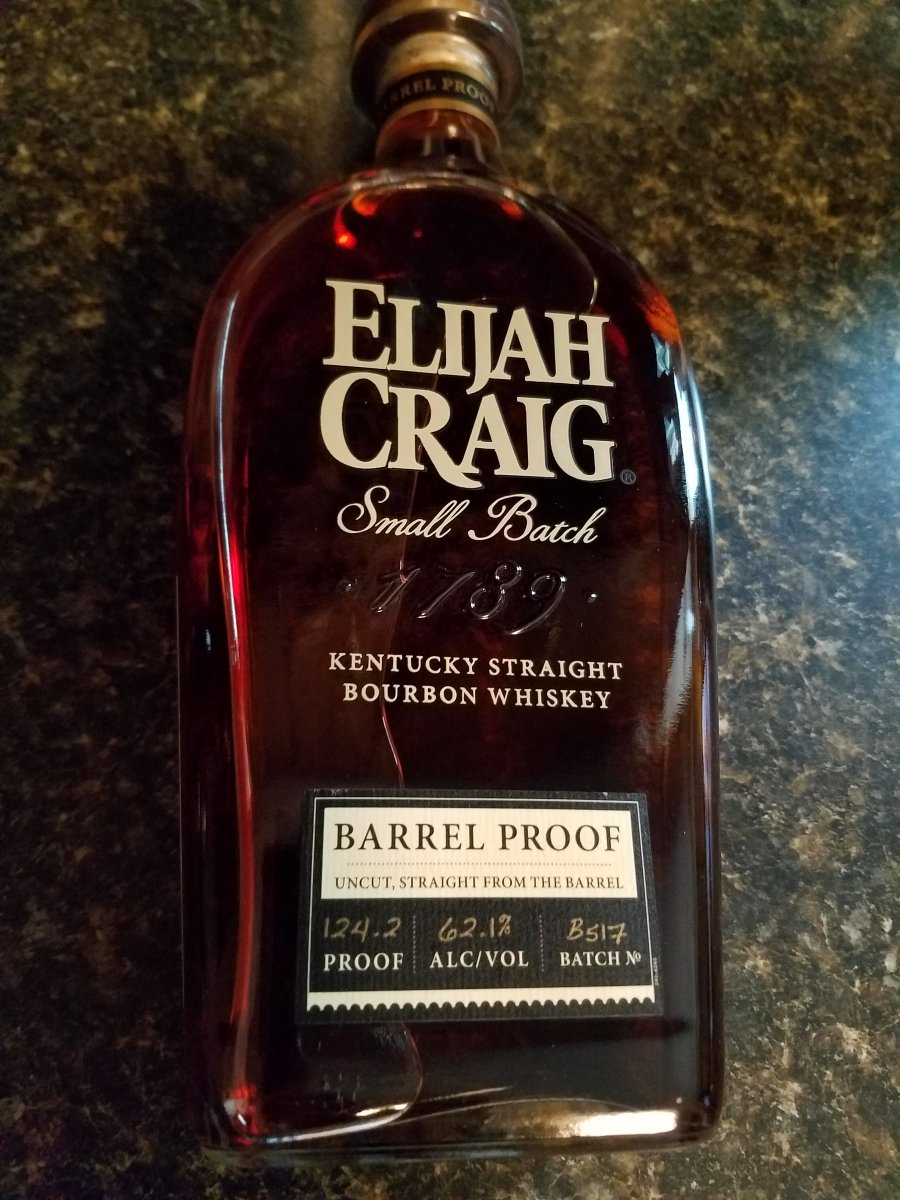 BARREL PROOF
ELIJAH
CRAIG®
Small Batch
· 1789 ·
KENTUCKY STRAIGHT
BOURBON WHISKEY
BARREL PROOF
UNCUT, STRAIGHT FROM THE BARREL
124.2 62.1% B517
PROOF ALC/VOL BATCH Nº